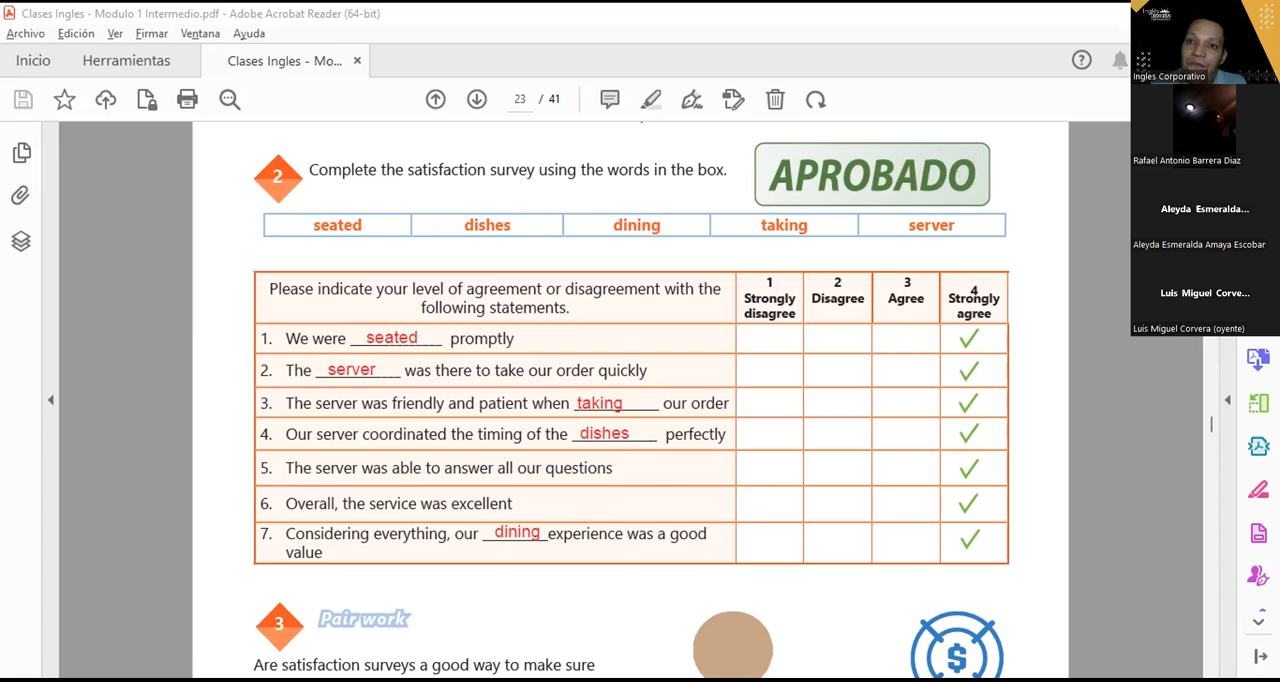 Clases Ingles - Modulo 1 Intermedio.pdf - Adobe Acrobat Reader (64-bit)
Archivo Edición Ver Firmar Ventana Ayuda
Inicio Herramientas Clases Ingles - Mo... ×
23 / 41
2 Complete the satisfaction survey using the words in the box.
APROBADO
seated dishes dining taking server
Please indicate your level of agreement or disagreement with the
following statements.
1
Strongly
disagree
2
Disagree
3
Agree
4
Strongly
agree
1. We were seated promptly
2. The server was there to take our order quickly
3. The server was friendly and patient when taking our order
4. Our server coordinated the timing of the dishes perfectly
5. The server was able to answer all our questions
6. Overall, the service was excellent
7. Considering everything, our dining experience was a good
value
3 Pair work
Are satisfaction surveys a good way to make sure
$
Inglés
Ingles Corporativo
Rafael Antonio Barrera Diaz
Aleyda Esmeralda...
Aleyda Esmeralda Amaya Escobar
Luis Miguel Corve...
Luis Miguel Corvera (oyente)